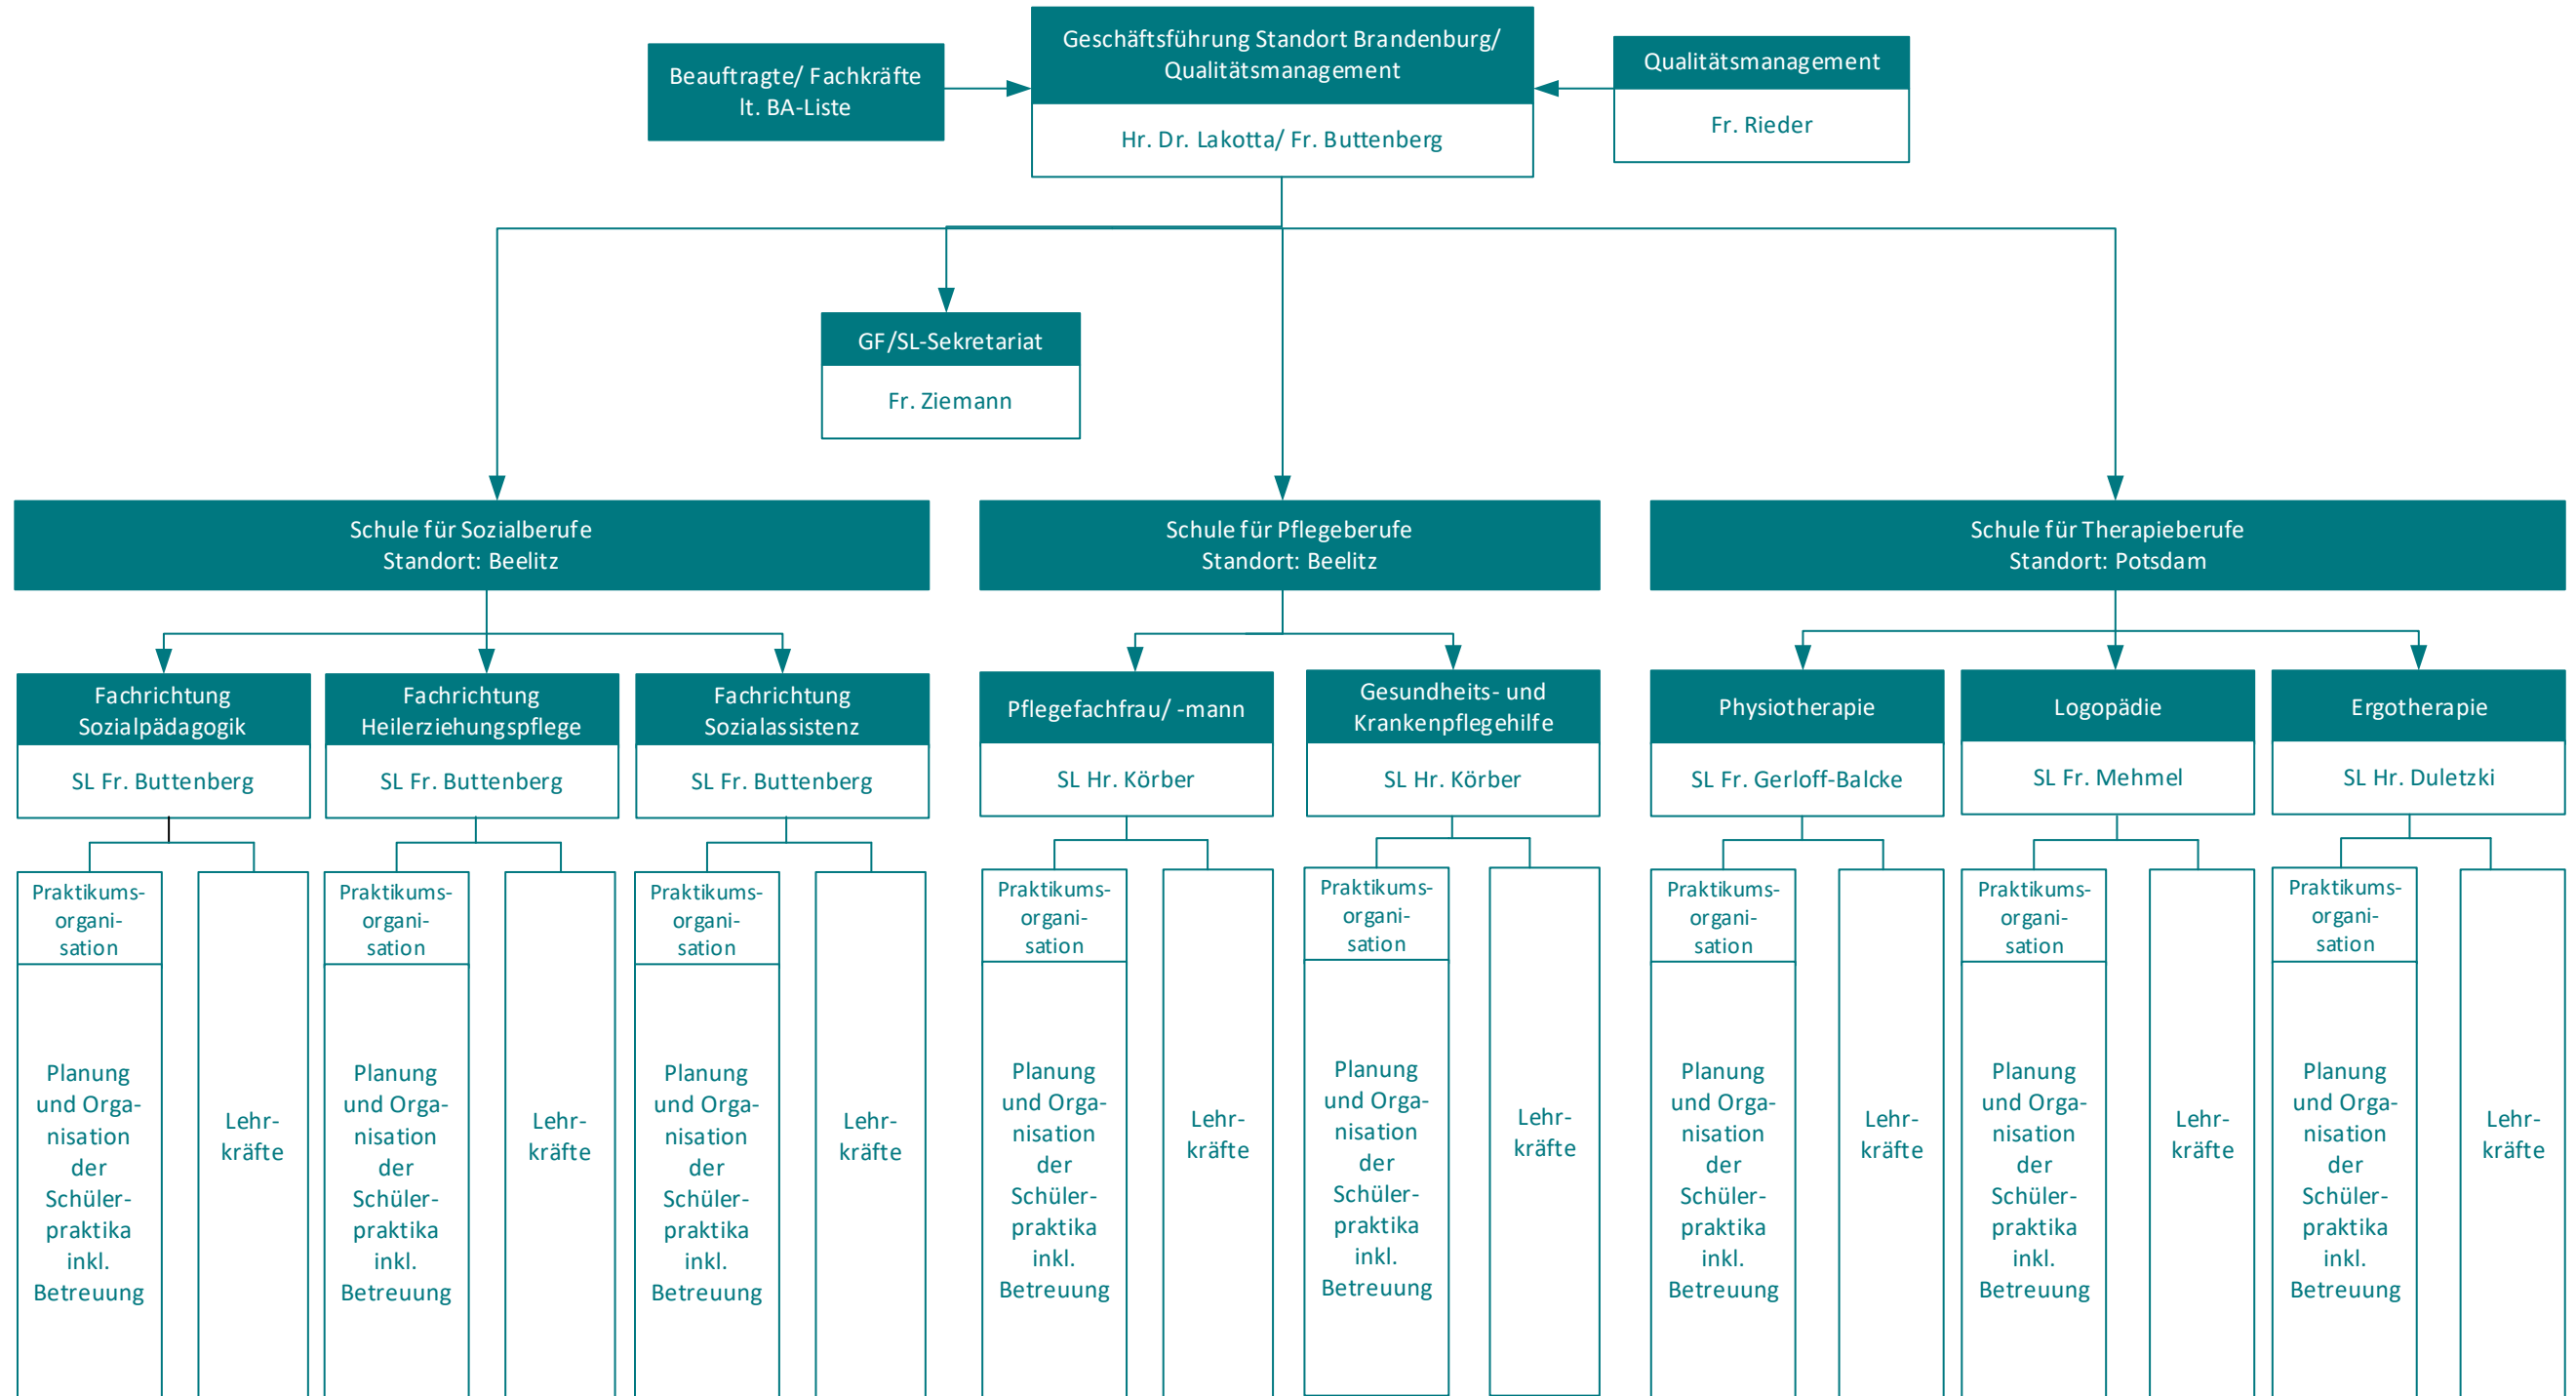 Geschäftsführung Standort Brandenburg/
Qualitätsmanagement
Hr. Dr. Lakotta/ Fr. Buttenberg
Beauftragte/ Fachkräfte
lt. BA-Liste
Qualitätsmanagement
Fr. Rieder
GF/SL-Sekretariat
Fr. Ziemann
Schule für Sozialberufe
Standort: Beelitz
Schule für Pflegeberufe
Standort: Beelitz
Schule für Therapieberufe
Standort: Potsdam
Fachrichtung
Sozialpädagogik
SL Fr. Buttenberg
Fachrichtung
Heilerziehungspflege
SL Fr. Buttenberg
Fachrichtung
Sozialassistenz
SL Fr. Buttenberg
Pflegefachfrau/ -mann
SL Hr. Körber
Gesundheits- und
Krankenpflegehilfe
SL Hr. Körber
Physiotherapie
SL Fr. Gerloff-Balcke
Logopädie
SL Fr. Mehmel
Ergotherapie
SL Hr. Duletzki
Praktikums-
organi-
sation
Planung
und Orga-
nisation
der
Schüler-
praktika
inkl.
Betreuung
Lehr-
kräfte
Praktikums-
organi-
sation
Planung
und Orga-
nisation
der
Schüler-
praktika
inkl.
Betreuung
Lehr-
kräfte
Praktikums-
organi-
sation
Planung
und Orga-
nisation
der
Schüler-
praktika
inkl.
Betreuung
Lehr-
kräfte
Praktikums-
organi-
sation
Planung
und Orga-
nisation
der
Schüler-
praktika
inkl.
Betreuung
Lehr-
kräfte
Praktikums-
organi-
sation
Planung
und Orga-
nisation
der
Schüler-
praktika
inkl.
Betreuung
Lehr-
kräfte
Praktikums-
organi-
sation
Planung
und Orga-
nisation
der
Schüler-
praktika
inkl.
Betreuung
Lehr-
kräfte
Praktikums-
organi-
sation
Planung
und Orga-
nisation
der
Schüler-
praktika
inkl.
Betreuung
Lehr-
kräfte
Praktikums-
organi-
sation
Planung
und Orga-
nisation
der
Schüler-
praktika
inkl.
Betreuung
Lehr-
kräfte